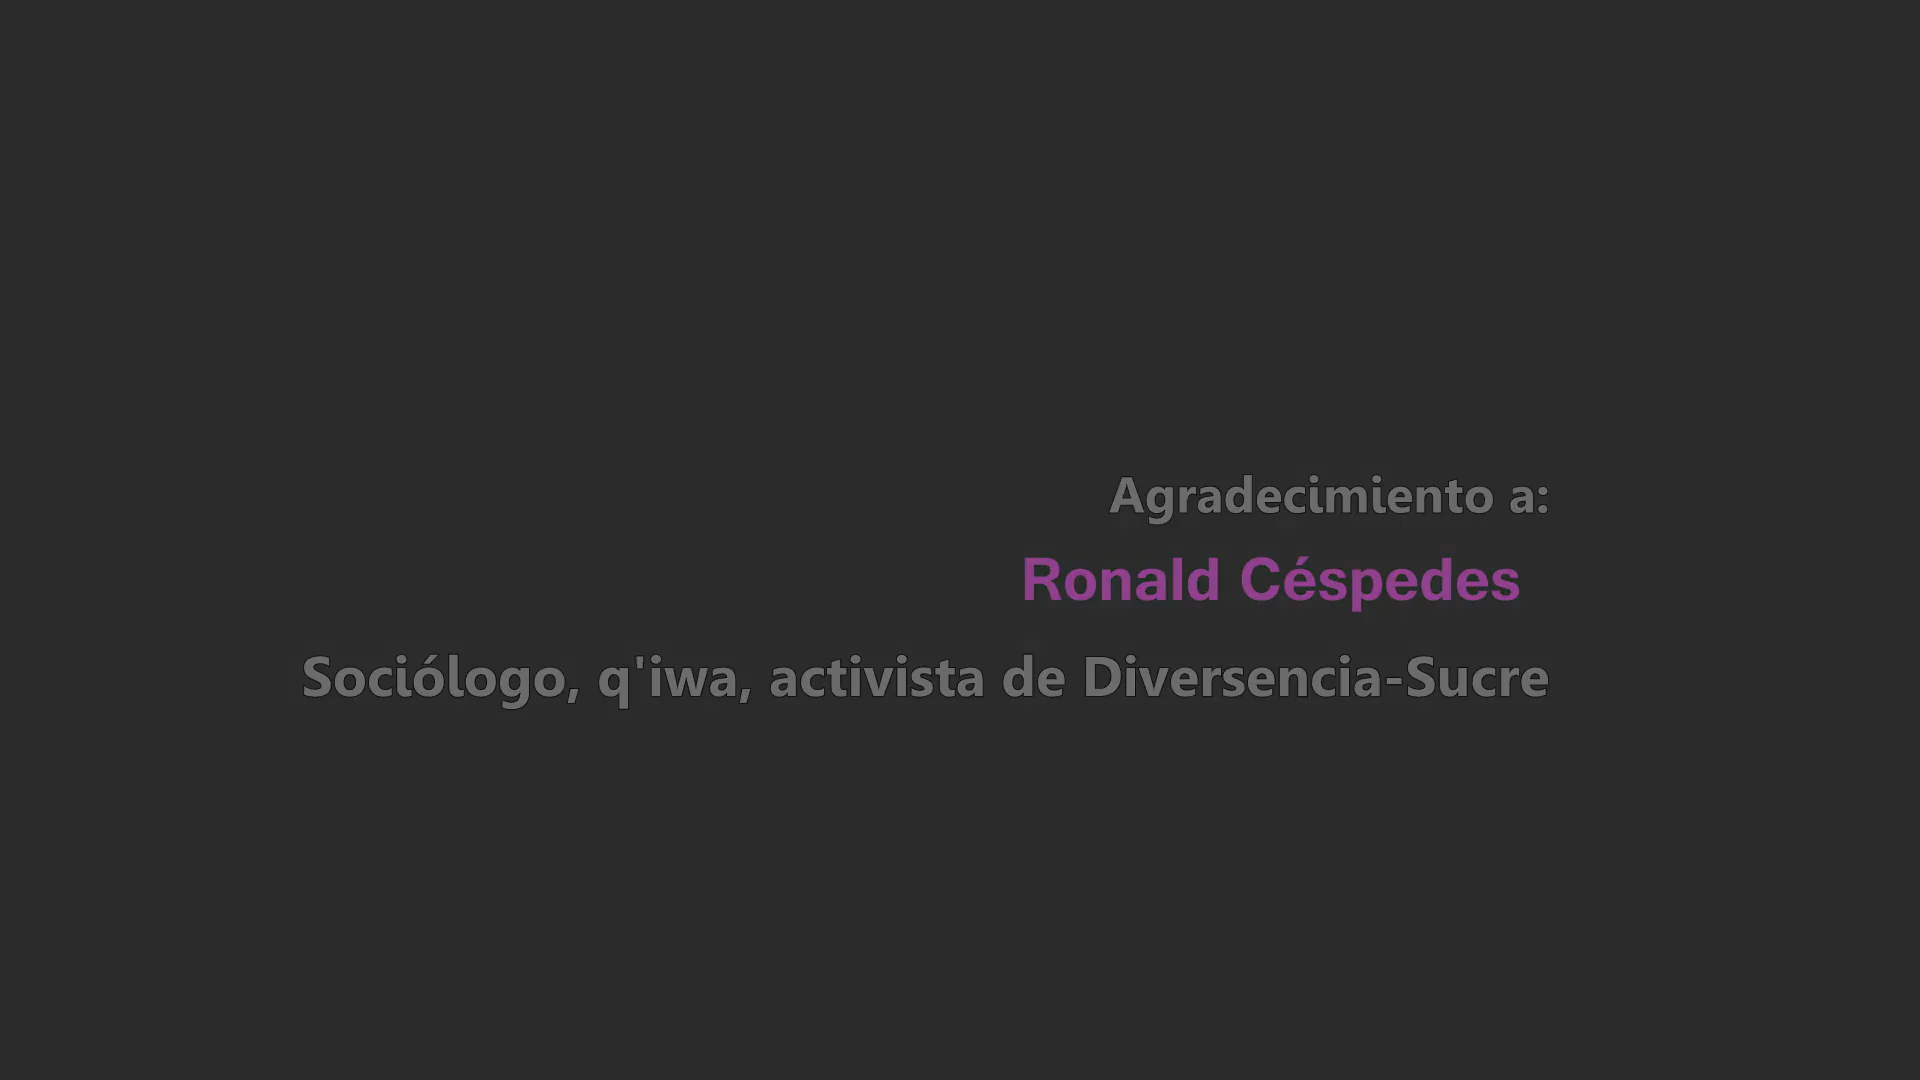 Agradecimiento a:
Ronald Céspedes
Sociólogo, q'iwa, activista de Diversencia-Sucre